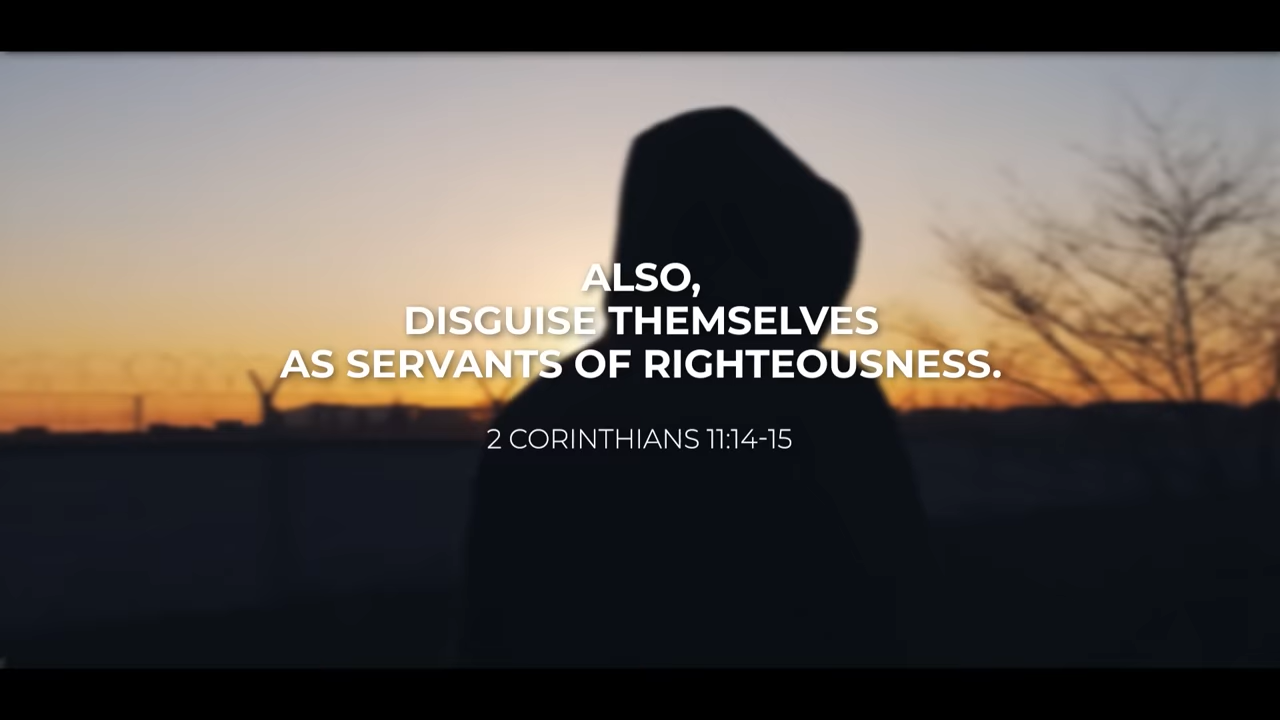 ALSO,
DISGUISE THEMSELVES
AS SERVANTS OF RIGHTEOUSNESS.
2 CORINTHIANS 11:14-15